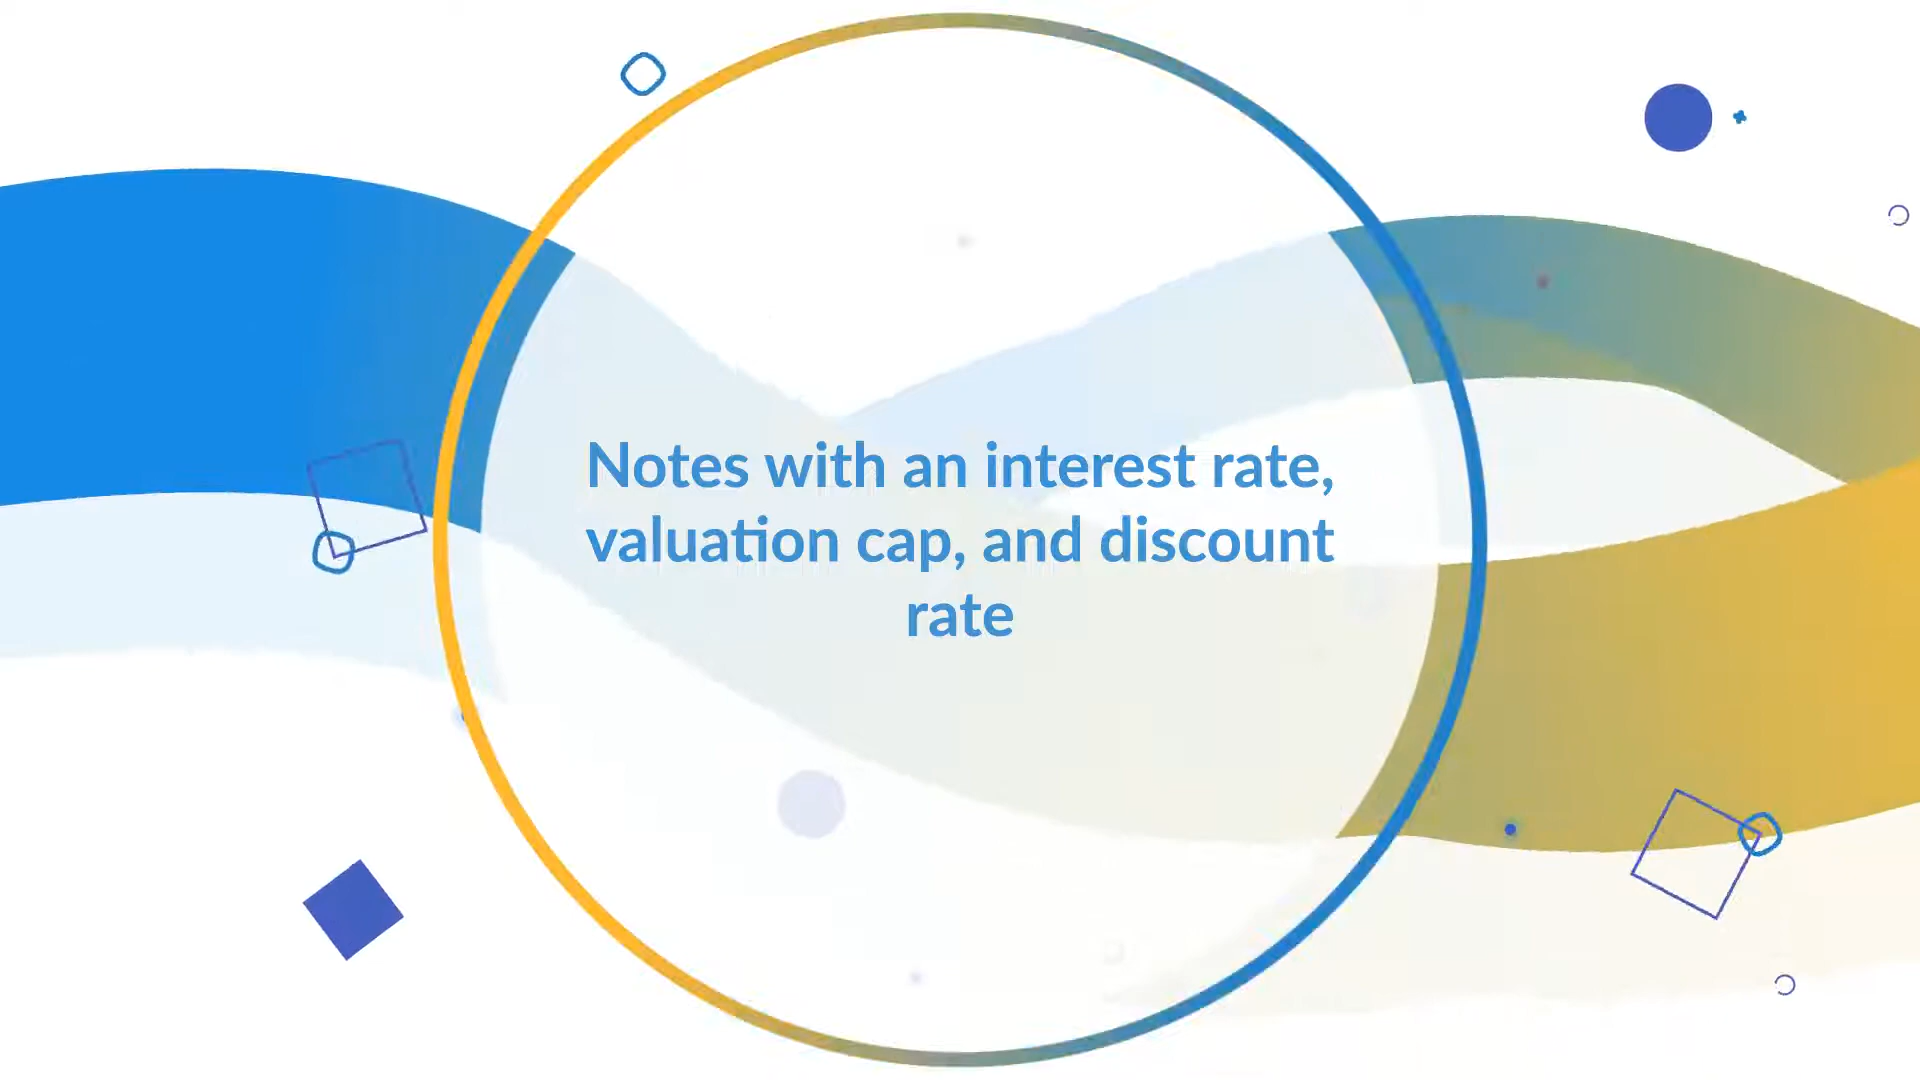 Notes with an interest rate,
valuation cap, and discount
rate